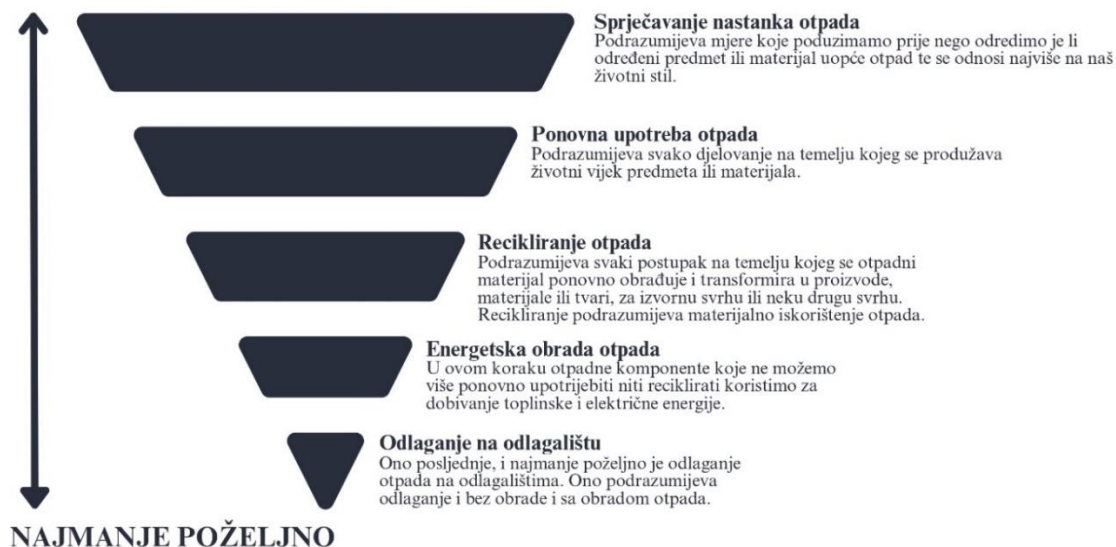 Sprječavanje nastanka otpada
Podrazumijeva mjere koje poduzimamo prije nego odredimo je li
određeni predmet ili materijal uopće otpad te se odnosi najviše na naš
životni stil.
Ponovna upotreba otpada
Podrazumijeva svako djelovanje na temelju kojeg se produžava
životni vijek predmeta ili materijala.
Recikliranje otpada
Podrazumijeva svaki postupak na temelju kojeg se otpadni
materijal ponovno obrađuje i transformira u proizvode,
materijale ili tvari, za izvornu svrhu ili neku drugu svrhu.
Recikliranje podrazumijeva materijalno iskorištenje otpada.
Energetska obrada otpada
U ovom koraku otpadne komponente koje ne možemo
više ponovno upotrijebiti niti reciklirati koristimo za
dobivanje toplinske i električne energije.
Odlaganje na odlagalištu
Ono posljednje, i najmanje poželjno je odlaganje
otpada na odlagalištima. Ono podrazumijeva
odlaganje i bez obrade i sa obradom otpada.
NAJMANJE POŽELJNO